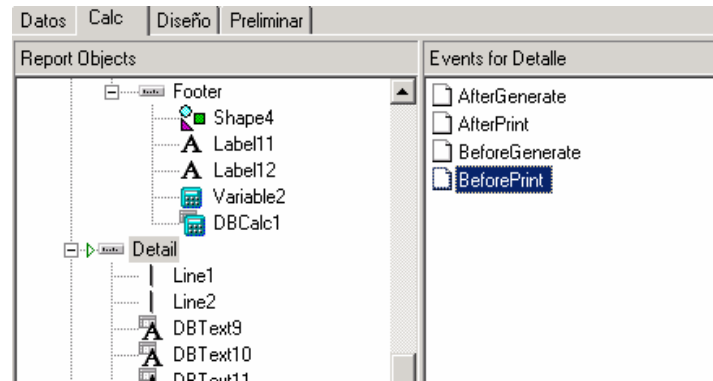 Datos Calc Diseño Preliminar
Report Objects
Footer
Shape4
Label11
Label12
Variable2
DBCalc1
Detail
Line1
Line2
DBText9
DBText10
DBText11
Events for Detalle
AfterGenerate
AfterPrint
BeforeGenerate
BeforePrint